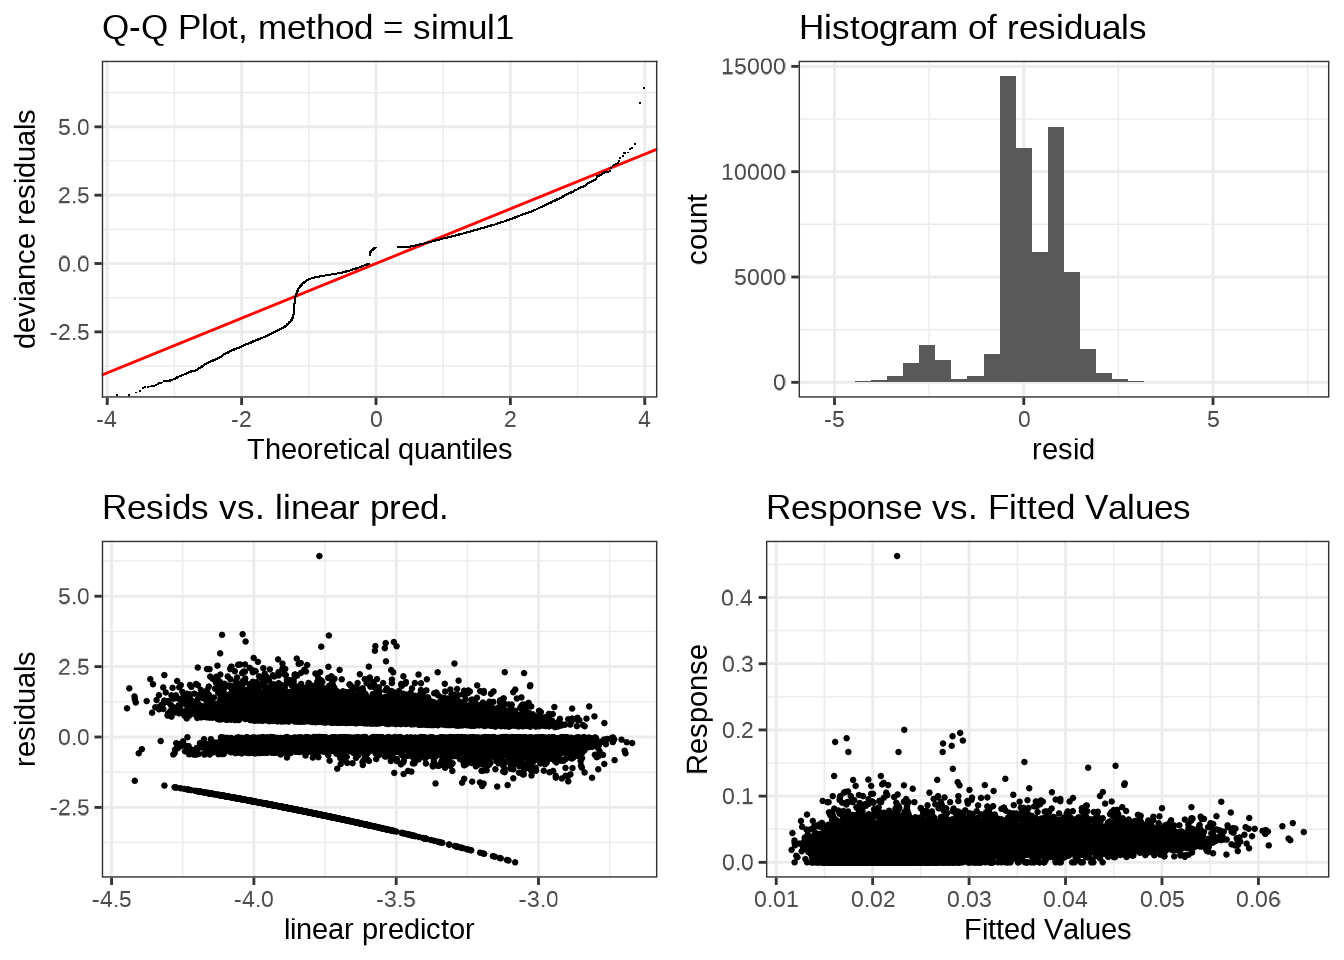 Q-Q Plot, method = simul1
deviance residuals
5.0
2.5
0.0
-2.5
-4
-2
0
2
4
Theoretical quantiles
Histogram of residuals
count
15000
10000
5000
0
-5
0
5
resid
Resids vs. linear pred.
residuals
5.0
2.5
0.0
-2.5
-4.5
-4.0
-3.5
-3.0
linear predictor
Response vs. Fitted Values
Response
0.4
0.3
0.2
0.1
0.0
0.01
0.02
0.03
0.04
0.05
0.06
Fitted Values